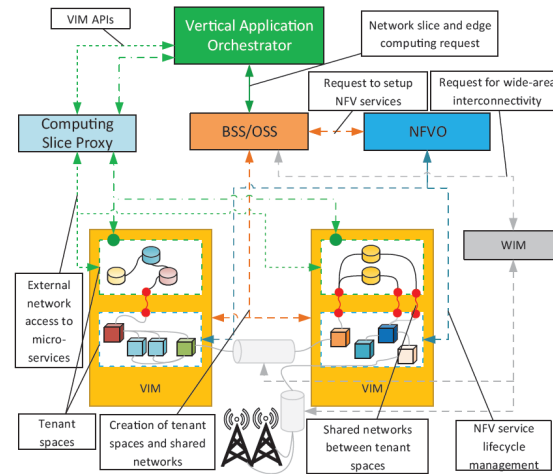 VIM APIs
Vertical Application
Orchestrator
Network slice and edge
computing request
Request to setup
NFV services
Request for wide-area
interconnectivity
Computing
Slice Proxy
BSS/OSS
NFVO
WIM
External
network
access to
micro-
services
VIM
VIM
Tenant
spaces
Creation of tenant
spaces and shared
networks
Shared networks
between tenant
spaces
NFV service
lifecycle
management